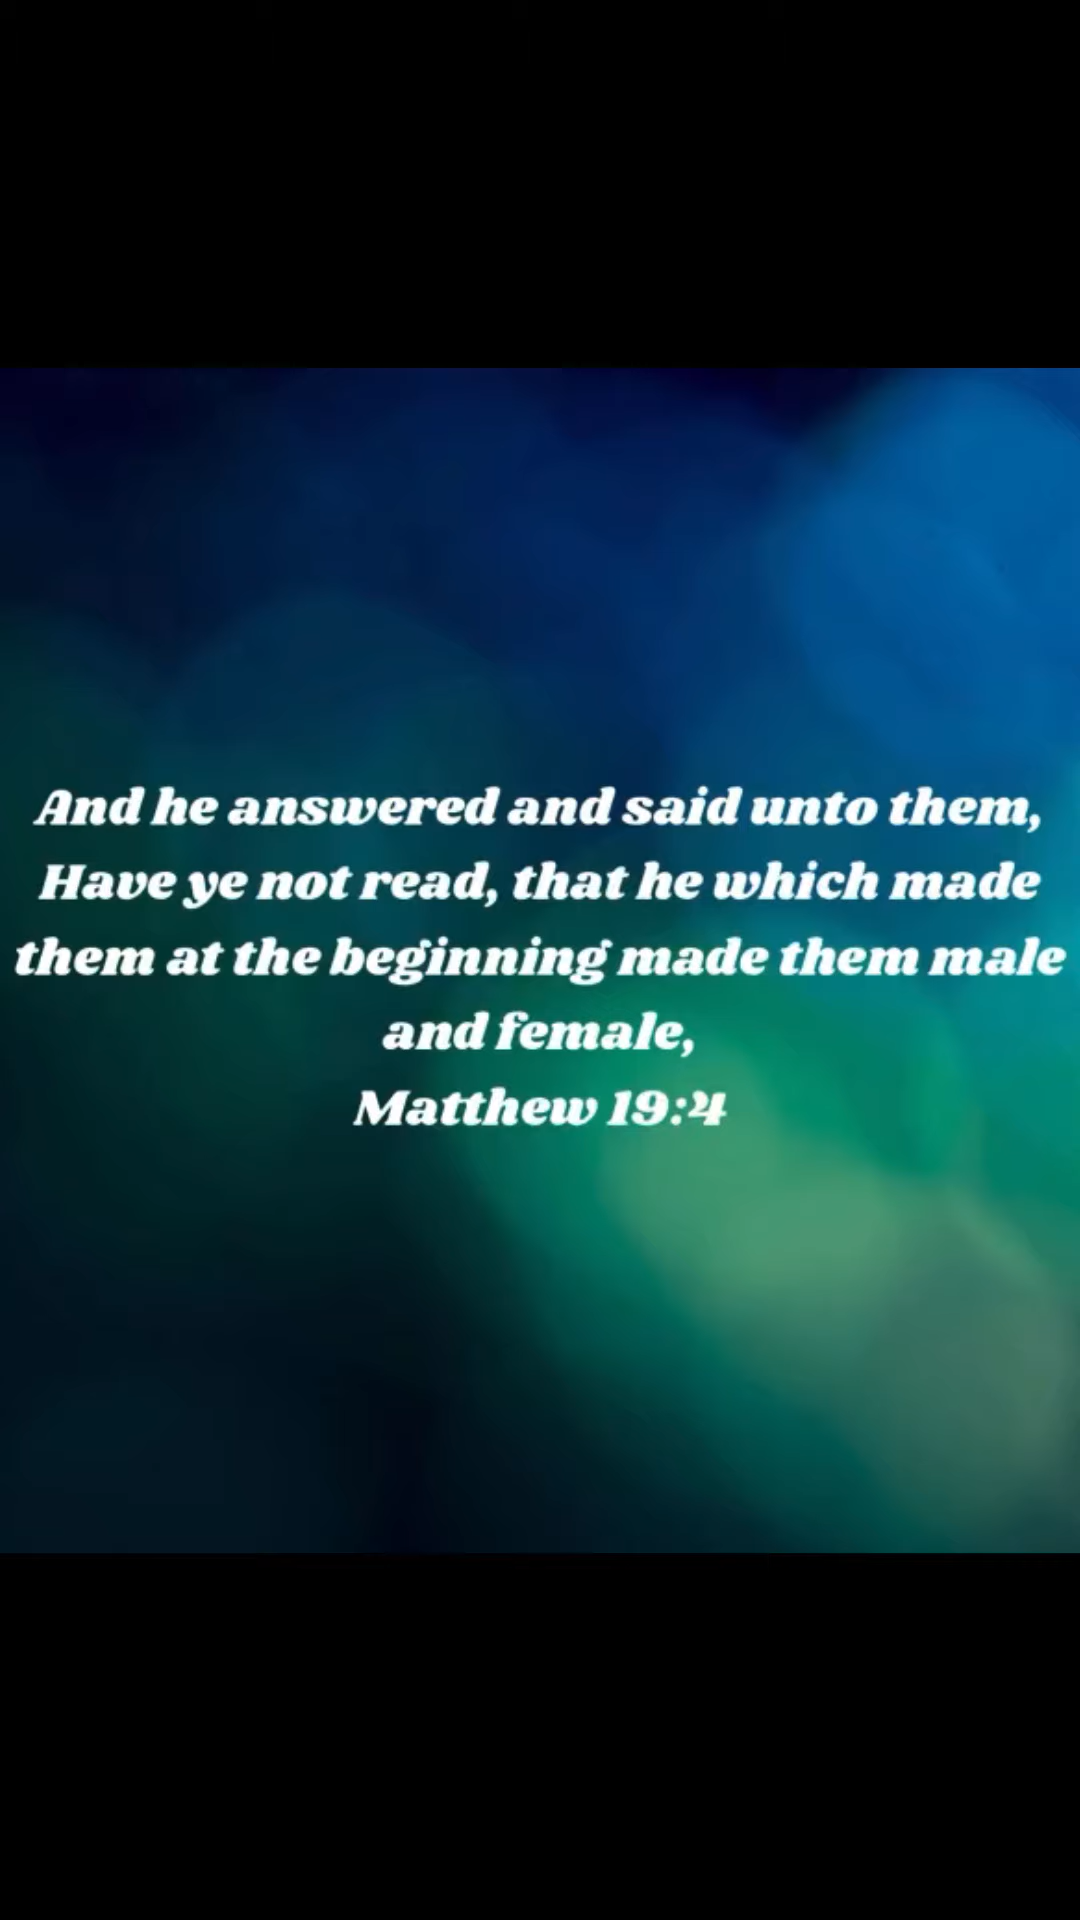 And he answered and said unto them,
Have ye not read, that he which made
them at the beginning made them male
and female,
Matthew 19:4